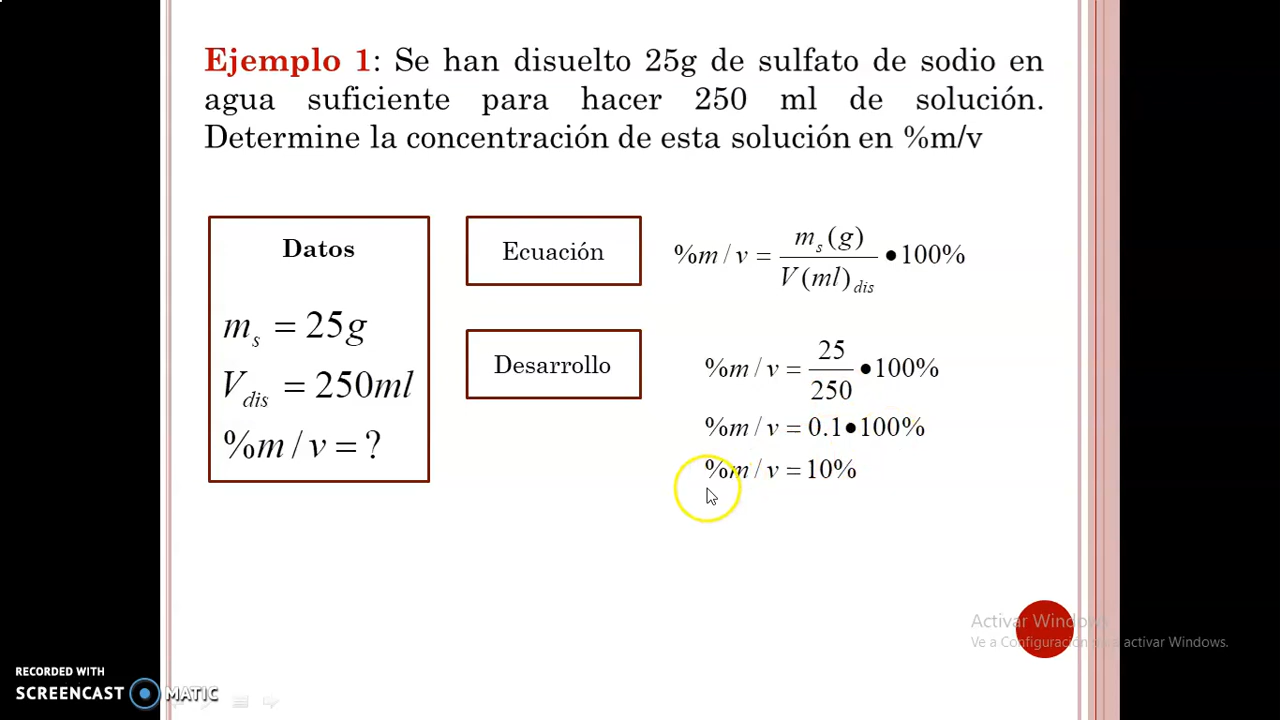 Ejemplo 1: Se han disuelto 25g de sulfato de sodio en
agua suficiente para hacer 250 ml de solución.
Determine la concentración de esta solución en %m/v
Datos
m_s = 25g
V_dis = 250ml
%m / v = ?
Ecuación
%m / v = m_s(g) / V(ml)_dis • 100%
Desarrollo
%m / v = 25 / 250 • 100%
%m / v = 0.1 • 100%
%m / v = 10%
Activar Windows
Ve a Configuración para activar Windows.
RECORDED WITH
SCREENCAST MATIC